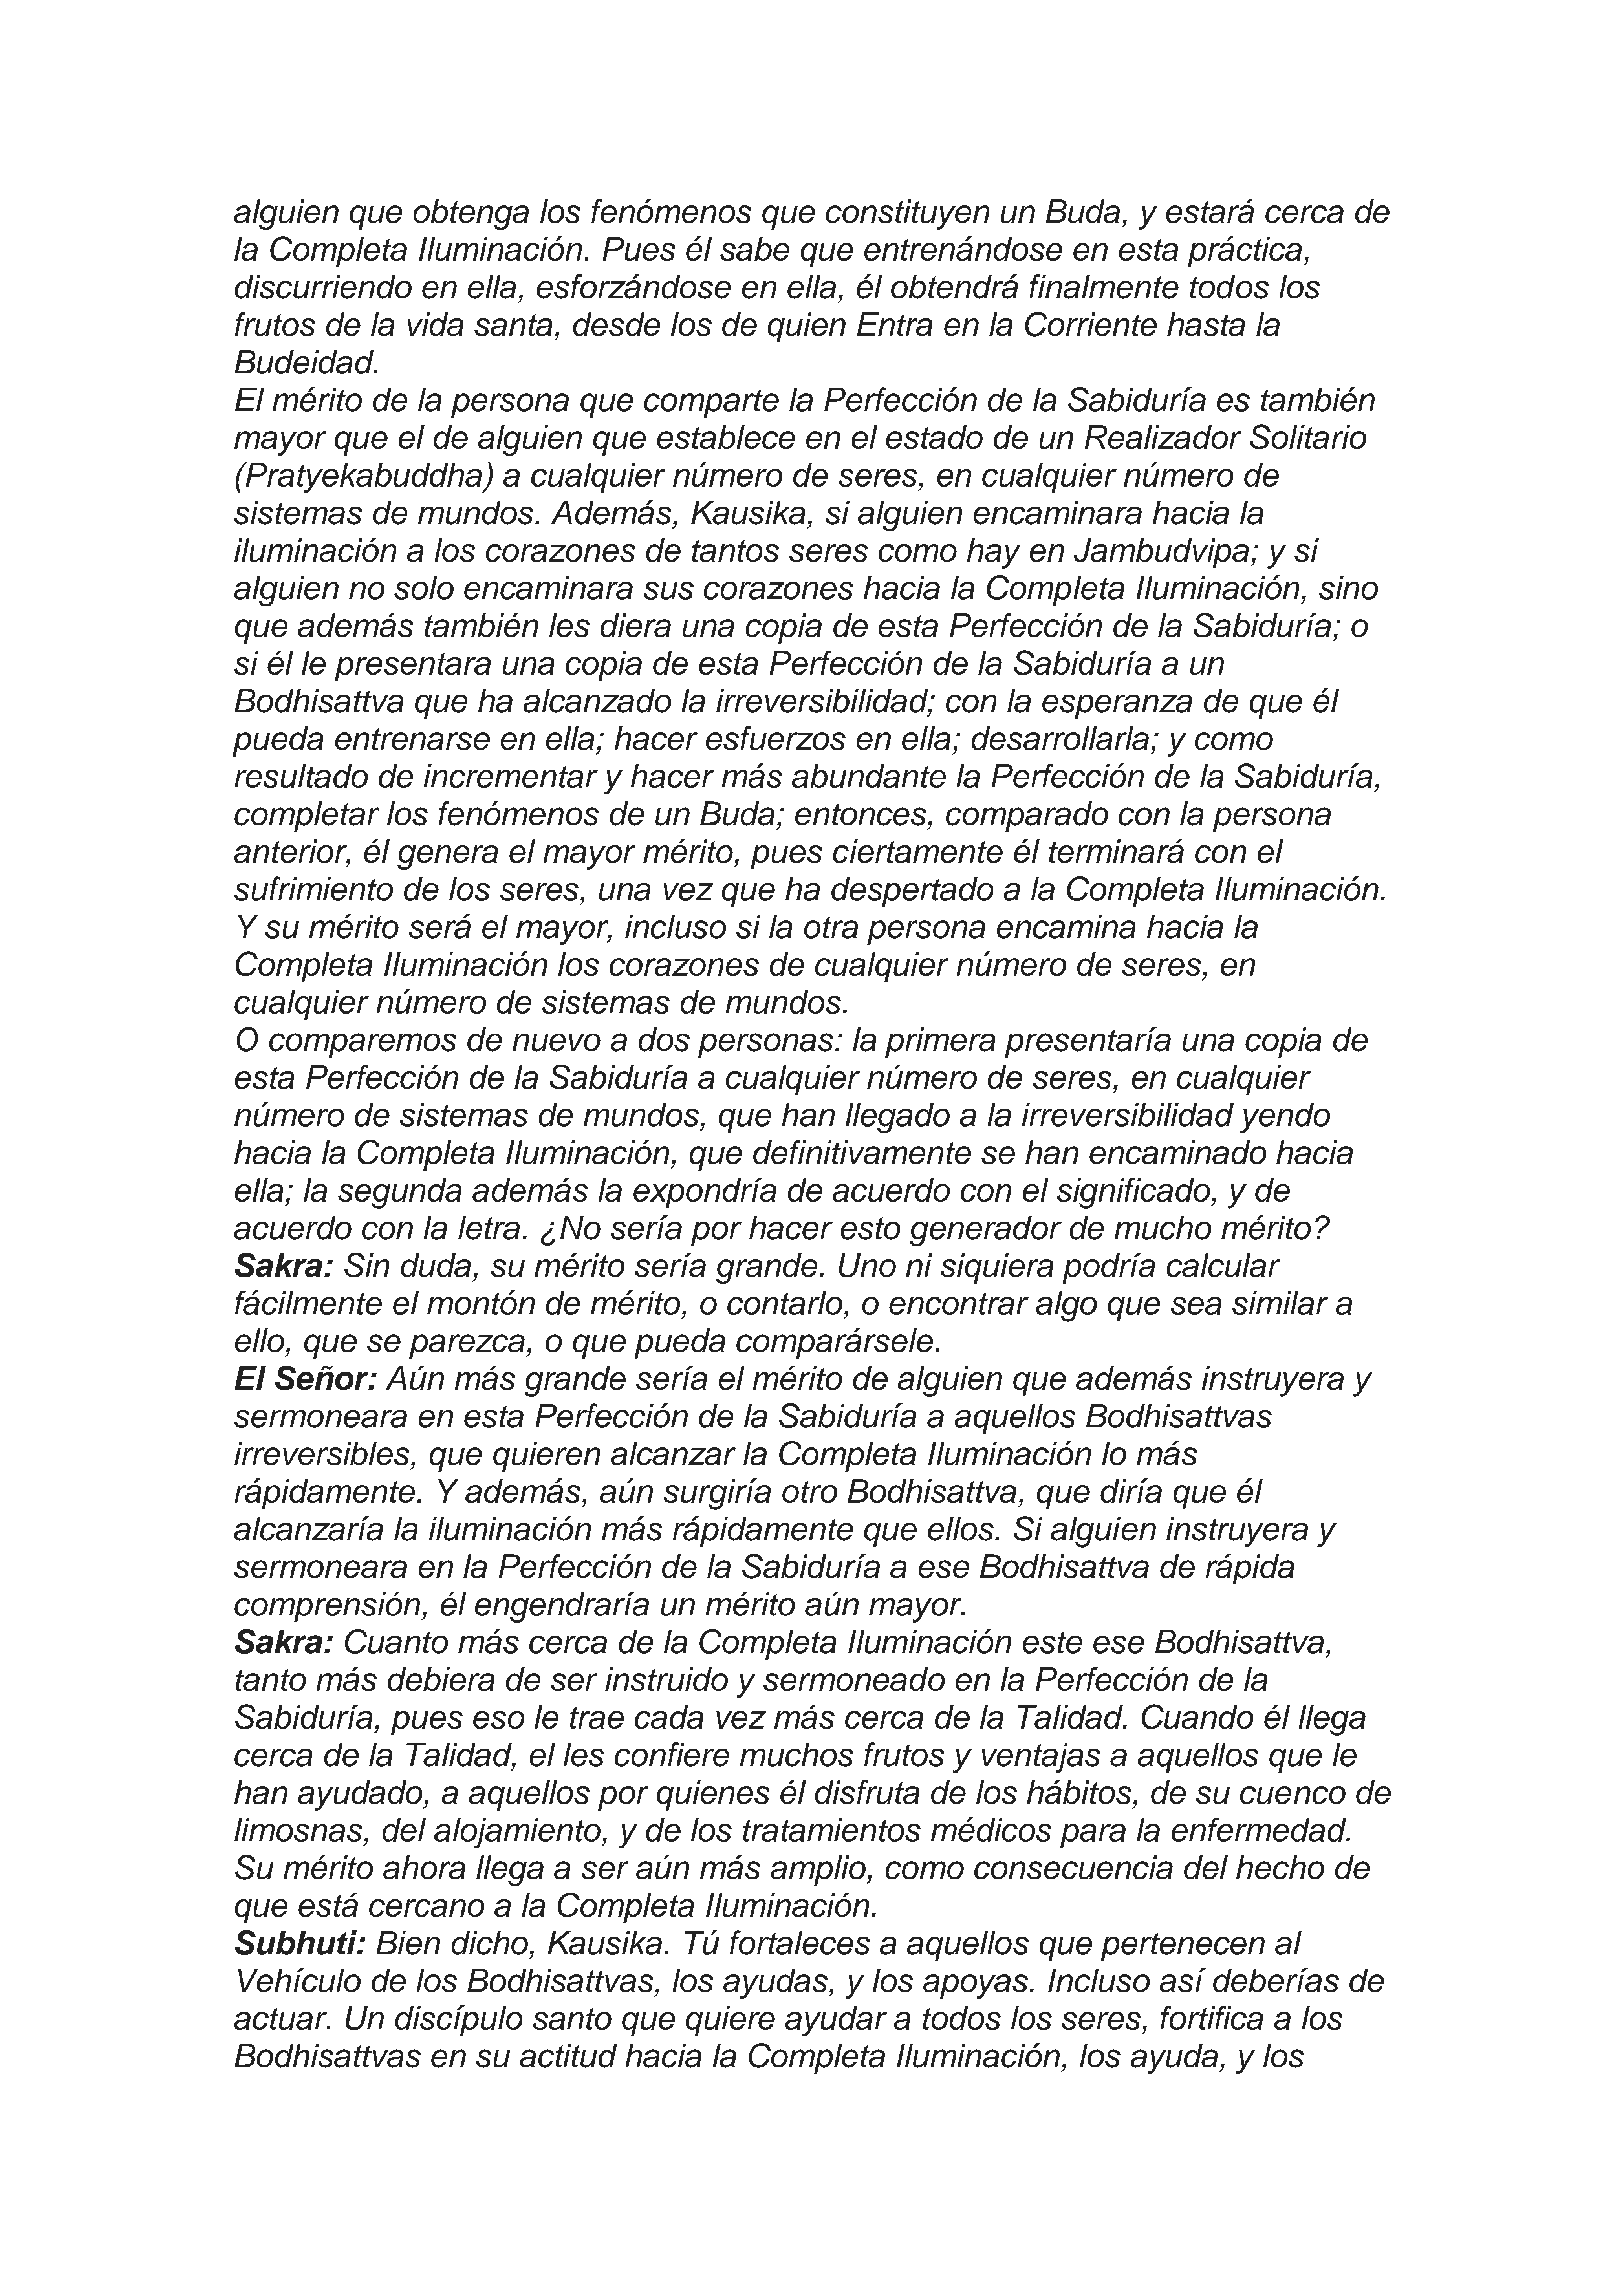 alguien que obtenga los fenómenos que constituyen un Buda, y estará cerca de
la Completa Iluminación. Pues él sabe que entrenándose en esta práctica,
discurriendo en ella, esforzándose en ella, él obtendrá finalmente todos los
frutos de la vida santa, desde los de quien Entra en la Corriente hasta la
Budeidad.
El mérito de la persona que comparte la Perfección de la Sabiduría es también
mayor que el de alguien que establece en el estado de un Realizador Solitario
(Pratyekabuddha) a cualquier número de seres, en cualquier número de
sistemas de mundos. Además, Kausika, si alguien encaminara hacia la
iluminación a los corazones de tantos seres como hay en Jambudvipa; y si
alguien no solo encaminara sus corazones hacia la Completa Iluminación, sino
que además también les diera una copia de esta Perfección de la Sabiduría; o
si él le presentara una copia de esta Perfección de la Sabiduría a un
Bodhisattva que ha alcanzado la irreversibilidad; con la esperanza de que él
pueda entrenarse en ella; hacer esfuerzos en ella; desarrollarla; y como
resultado de incrementar y hacer más abundante la Perfección de la Sabiduría,
completar los fenómenos de un Buda; entonces, comparado con la persona
anterior, él genera el mayor mérito, pues ciertamente él terminará con el
sufrimiento de los seres, una vez que ha despertado a la Completa Iluminación.
Y su mérito será el mayor, incluso si la otra persona encamina hacia la
Completa Iluminación los corazones de cualquier número de seres, en
cualquier número de sistemas de mundos.
O comparemos de nuevo a dos personas: la primera presentaría una copia de
esta Perfección de la Sabiduría a cualquier número de seres, en cualquier
número de sistemas de mundos, que han llegado a la irreversibilidad yendo
hacia la Completa Iluminación, que definitivamente se han encaminado hacia
ella; la segunda además la expondría de acuerdo con el significado, y de
acuerdo con la letra. ¿No sería por hacer esto generador de mucho mérito?
Sakra: Sin duda, su mérito sería grande. Uno ni siquiera podría calcular
fácilmente el montón de mérito, o contarlo, o encontrar algo que sea similar a
ello, que se parezca, o que pueda comparársele.
El Señor: Aún más grande sería el mérito de alguien que además instruyera y
sermoneara en esta Perfección de la Sabiduría a aquellos Bodhisattvas
irreversibles, que quieren alcanzar la Completa Iluminación lo más
rápidamente. Y además, aún surgiría otro Bodhisattva, que diría que él
alcanzaría la iluminación más rápidamente que ellos. Si alguien instruyera y
sermoneara en la Perfección de la Sabiduría a ese Bodhisattva de rápida
comprensión, él engendraría un mérito aún mayor.
Sakra: Cuanto más cerca de la Completa Iluminación este ese Bodhisattva,
tanto más debiera de ser instruido y sermoneado en la Perfección de la
Sabiduría, pues eso le trae cada vez más cerca de la Talidad. Cuando él llega
cerca de la Talidad, el les confiere muchos frutos y ventajas a aquellos que le
han ayudado, a aquellos por quienes él disfruta de los hábitos, de su cuenco de
limosnas, del alojamiento, y de los tratamientos médicos para la enfermedad.
Su mérito ahora llega a ser aún más amplio, como consecuencia del hecho de
que está cercano a la Completa Iluminación.
Subhuti: Bien dicho, Kausika. Tú fortaleces a aquellos que pertenecen al
Vehículo de los Bodhisattvas, los ayudas, y los apoyas. Incluso así deberías de
actuar. Un discípulo santo que quiere ayudar a todos los seres, fortifica a los
Bodhisattvas en su actitud hacia la Completa Iluminación, los ayuda, y los